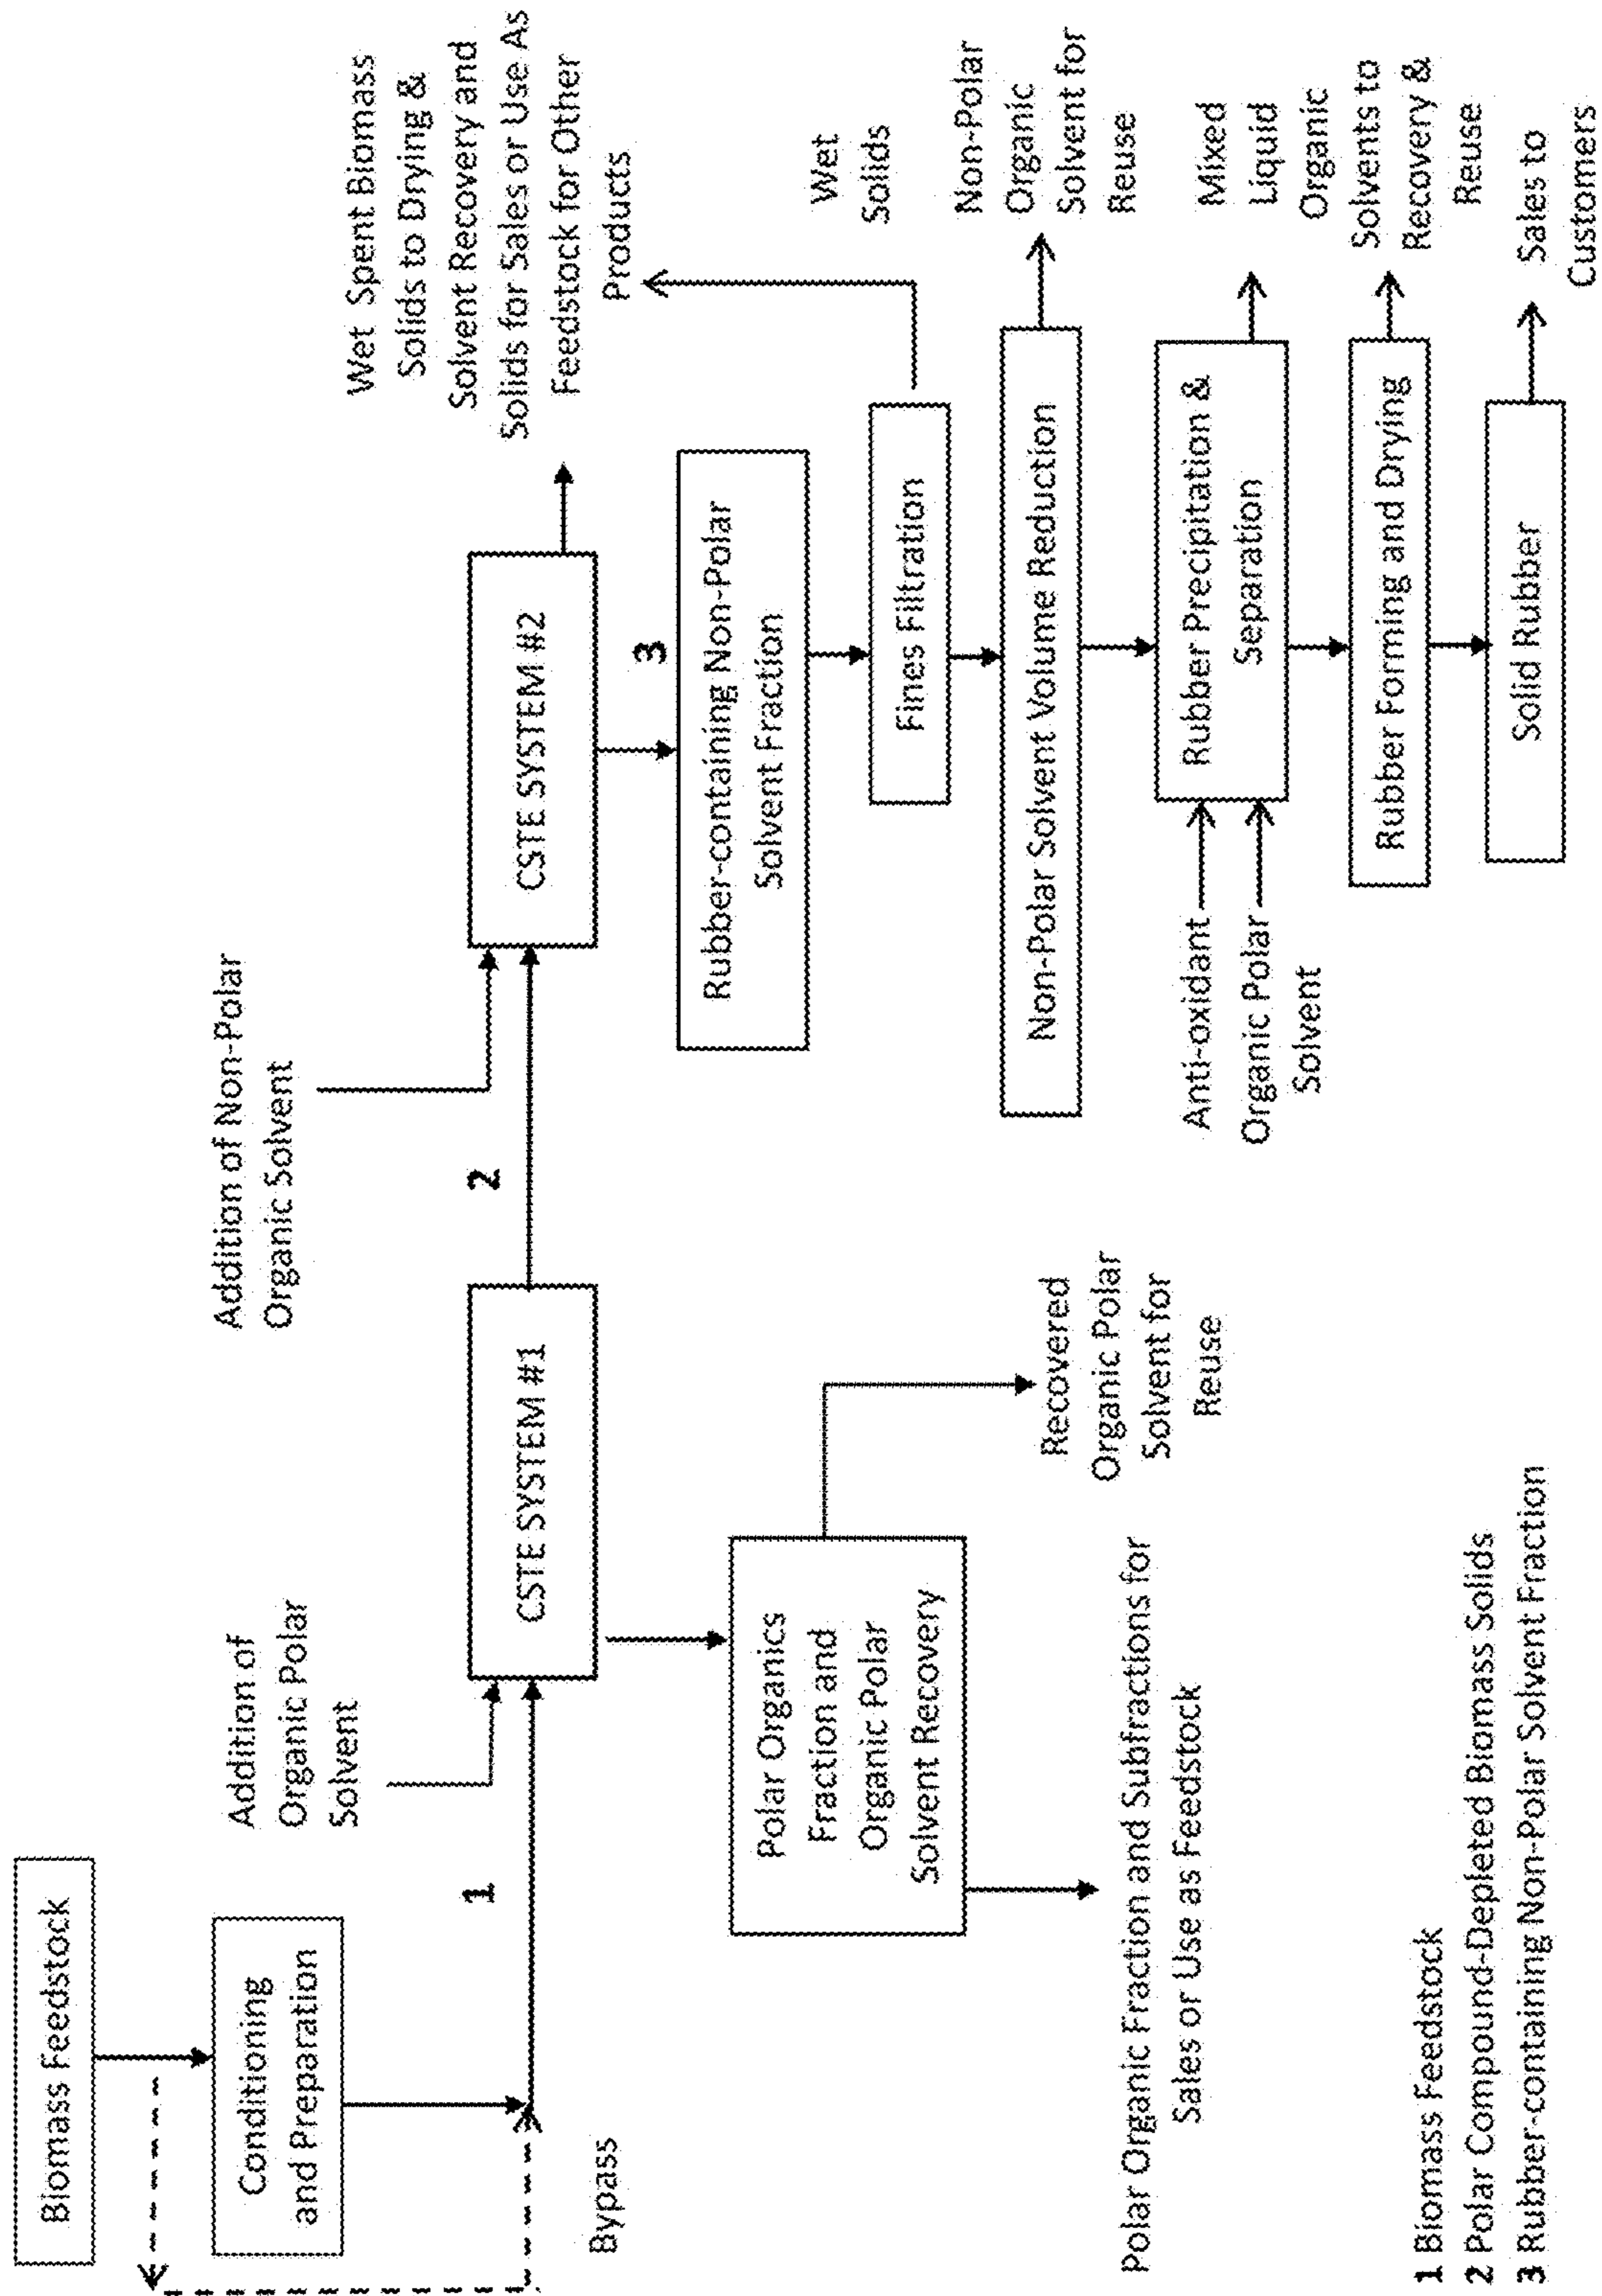 Biomass Feedstock
Conditioning
and Preparation
Bypass
1
Addition of
Organic Polar
Solvent
CSTE SYSTEM #1
Polar Organics
Fraction and
Organic Polar
Solvent Recovery
Polar Organic Fraction and Subfractions for
Sales or Use as Feedstock
Recovered
Organic Polar
Solvent for
Reuse
2
Addition of Non-Polar
Organic Solvent
CSTE SYSTEM #2
Wet Spent Biomass
Solids to Drying &
Solvent Recovery and
Solids for Sales or Use As
Feedstock for Other
Products
3
Rubber-containing Non-Polar
Solvent Fraction
Fines Filtration
Wet
Solids
Non-Polar Solvent Volume Reduction
Non-Polar
Organic
Solvent for
Reuse
Anti-oxidant
Organic Polar
Solvent
Rubber Precipitation &
Separation
Mixed
Liquid
Organic
Solvents to
Recovery &
Reuse
Rubber Forming and Drying
Solid Rubber
Sales to
Customers
1 Biomass Feedstock
2 Polar Compound-Depleted Biomass Solids
3 Rubber-containing Non-Polar Solvent Fraction